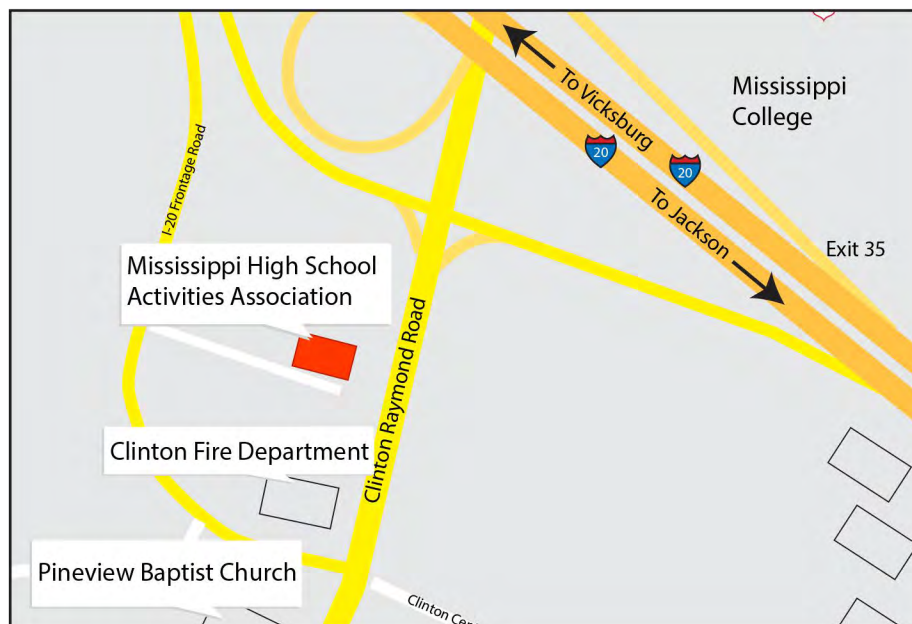 To Vicksburg
Mississippi
College
20
20
I-20 Frontage Road
To Jackson
Exit 35
Mississippi High School
Activities Association
Clinton Raymond Road
Clinton Fire Department
Pineview Baptist Church
Clinton